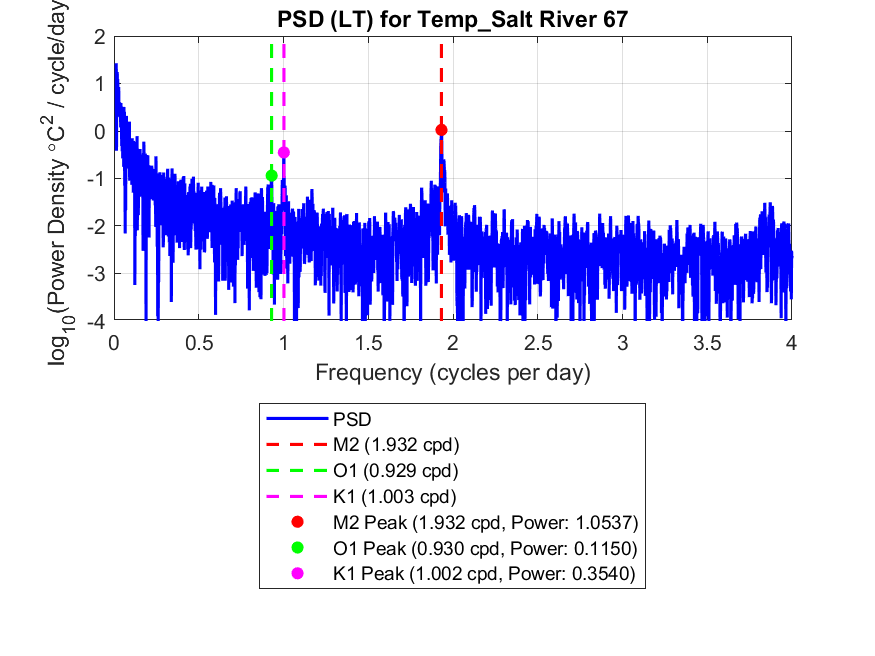 PSD (LT) for Temp_Salt River 67
log10(Power Density °C2 / cycle/day
2
1
0
-1
-2
-3
-4
0 0.5 1 1.5 2 2.5 3 3.5 4
Frequency (cycles per day)
PSD
M2 (1.932 cpd)
O1 (0.929 cpd)
K1 (1.003 cpd)
M2 Peak (1.932 cpd, Power: 1.0537)
O1 Peak (0.930 cpd, Power: 0.1150)
K1 Peak (1.002 cpd, Power: 0.3540)